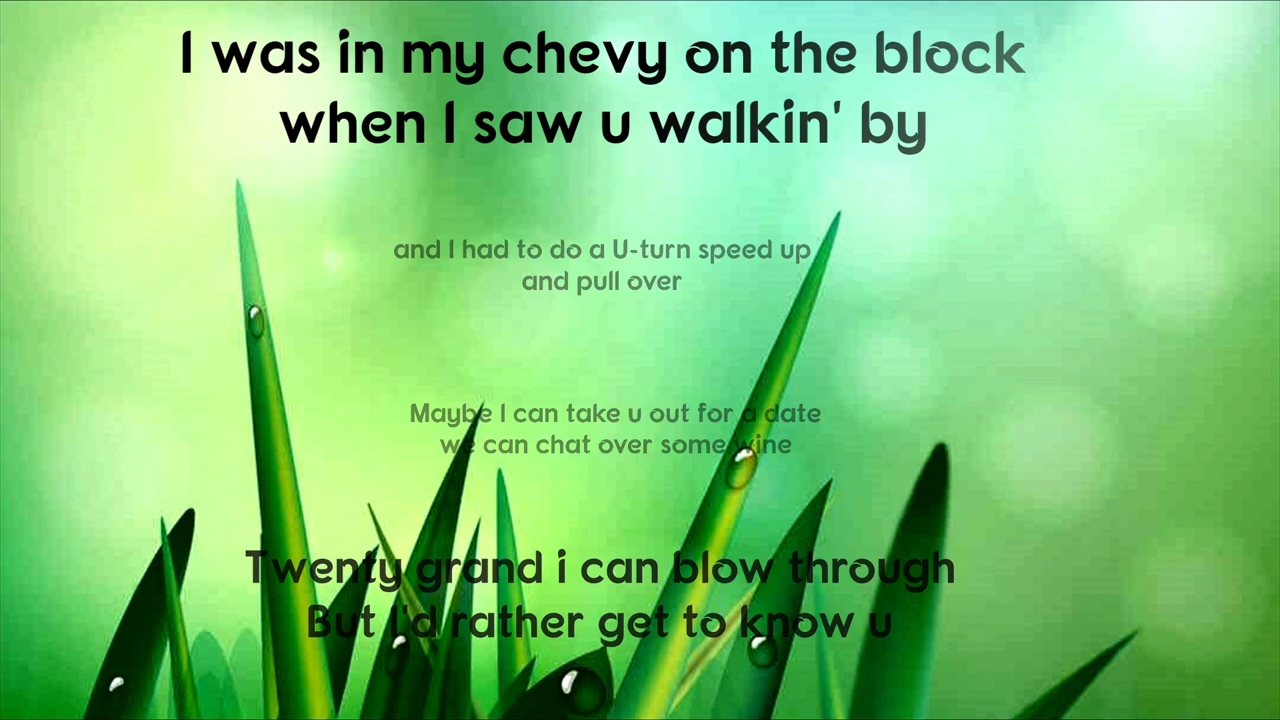 I was in my chevy on the block
when I saw u walkin' by
and I had to do a U-turn speed up
and pull over
Maybe I can take u out for a date
we can chat over some wine
Twenty grand i can blow through
But I'd rather get to know u